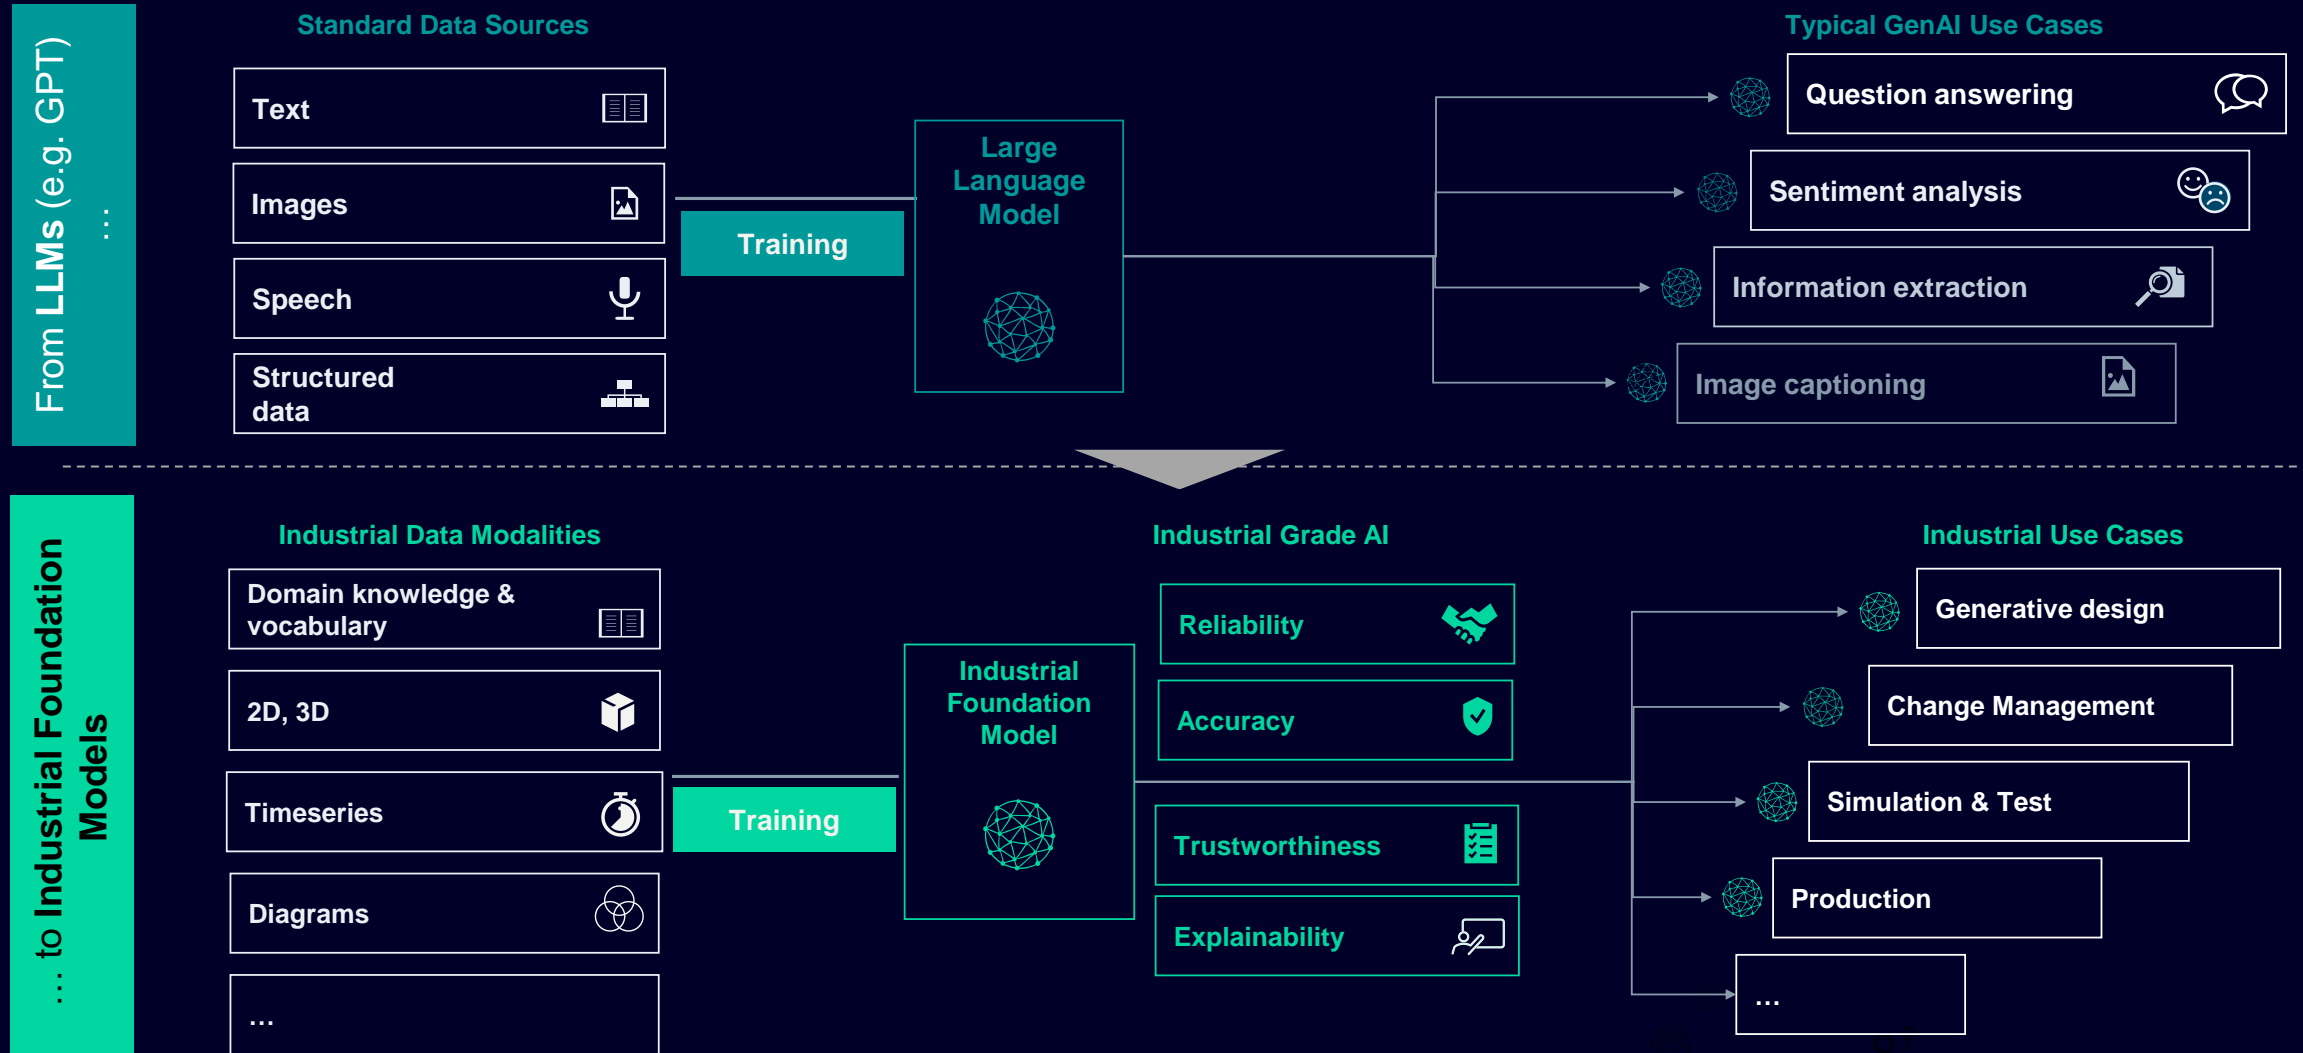 From LLMs (e.g. GPT)
…
Standard Data Sources
Text
Images
Speech
Structured
data
Training
Large
Language
Model
Typical GenAI Use Cases
Question answering
Sentiment analysis
Information extraction
Image captioning
… to Industrial Foundation
Models
Industrial Data Modalities
Domain knowledge &
vocabulary
2D, 3D
Timeseries
Diagrams
…
Training
Industrial
Foundation
Model
Industrial Grade AI
Reliability
Accuracy
Trustworthiness
Explainability
Industrial Use Cases
Generative design
Change Management
Simulation & Test
Production
…